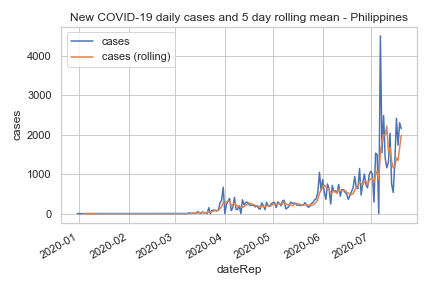 New COVID-19 daily cases and 5 day rolling mean - Philippines
cases
cases (rolling)
4000
3000
2000
1000
0
cases
2020-01
2020-02
2020-03
2020-04
2020-05
2020-06
2020-07
dateRep